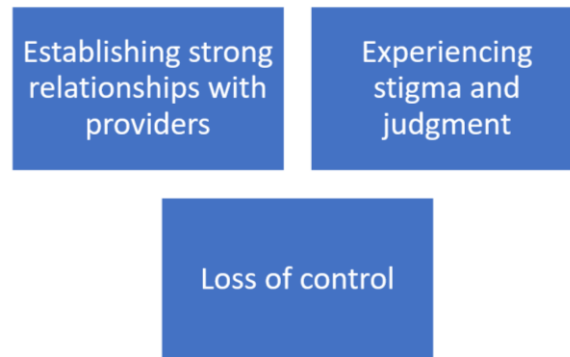 Establishing strong
relationships with
providers
Experiencing
stigma and
judgment
Loss of control